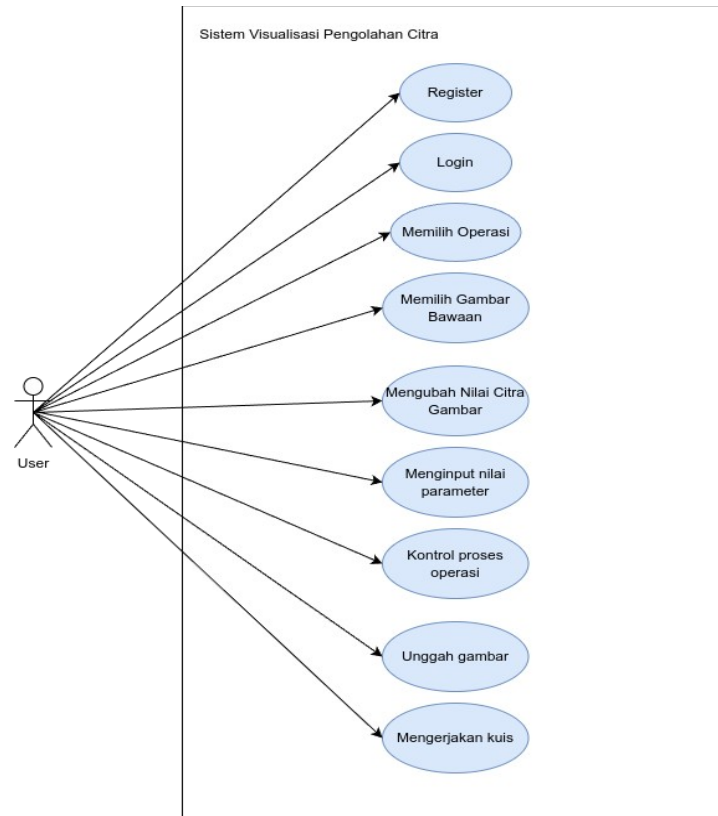 Sistem Visualisasi Pengolahan Citra
Register
Login
Memilih Operasi
Memilih Gambar
Bawaan
Mengubah Nilai Citra
Gambar
User
Menginput nilai
parameter
Kontrol proses
operasi
Unggah gambar
Mengerjakan kuis